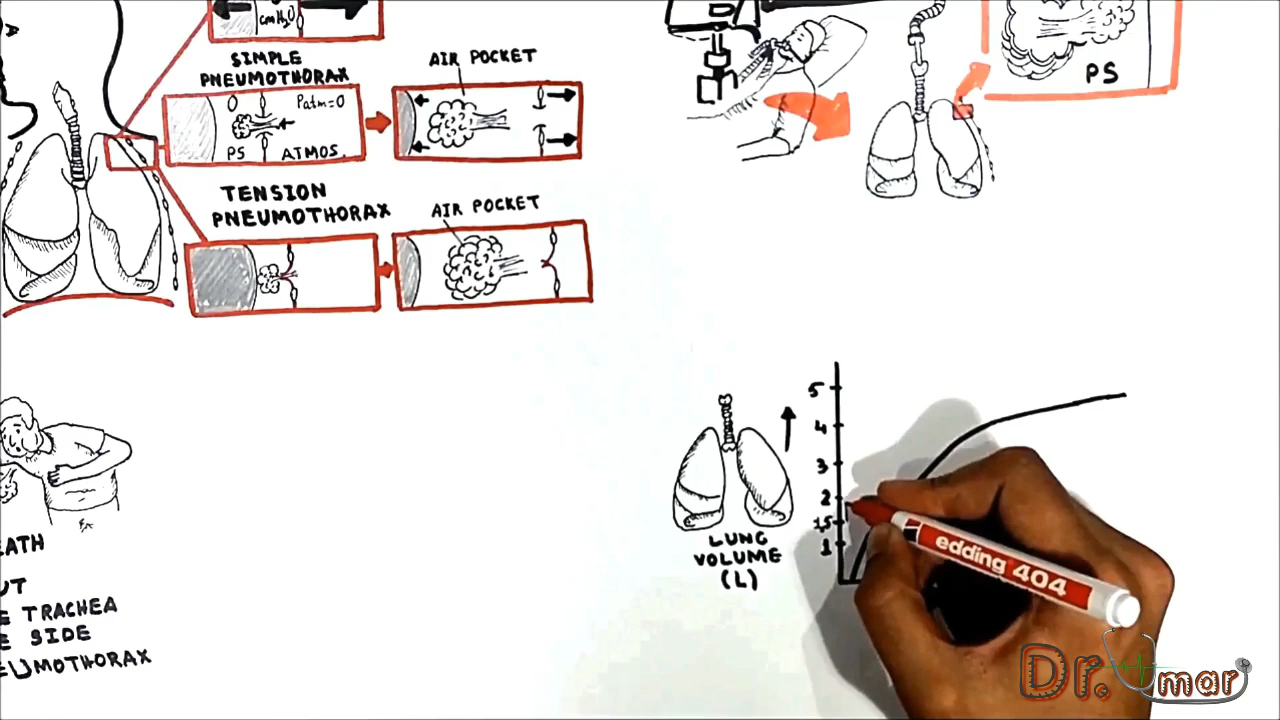 A
cmH₂O
SIMPLE
PNEUMOTHORAX
AIR POCKET
O Patm=O
PS ATMOS.
TENSION
PNEUMOTHORAX
AIR POCKET
PS
5
4
3
2
1.5
1
LUNG
VOLUME
(L)
EATH
UT
E TRACHEA
E SIDE
EUMOTHORAX
edding 404
Dr. Umar